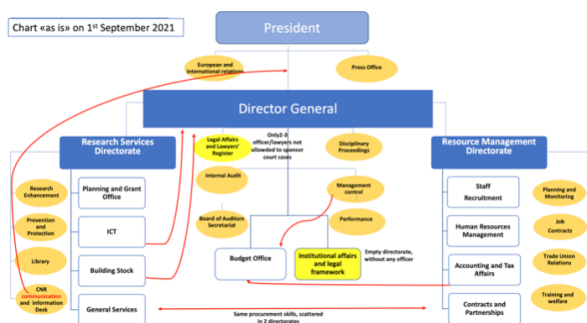 Chart «as is» on 1st September 2021
President
European and
International relations
Press Office
Director General
Only2-3
officer/lawyers not
allowded to sponsor
court cases
Legal Affairs
and Lawyers'
Register
Disciplinary
Proceedings
Research Services
Directorate
Resource Management
Directorate
Internal Audit
Management
control
Research
Enhancement
Planning and Grant
Office
Staff
Recruitment
Planning and
Monitoring
Board of Auditors
Secretariat
Performance
Prevention
and
Protection
ICT
Human Resources
Management
Job
Contracts
Library
Building Stock
Budget Office
Institutional affairs
and legal
framework
Empty directorate,
without any officer
Accounting and Tax
Affairs
Trade Union
Relations
CNR
communication
and Information
Desk
General Services
Same procurement skills, scattered
in 2 directorates
Contracts and
Partnerships
Training and
welfare